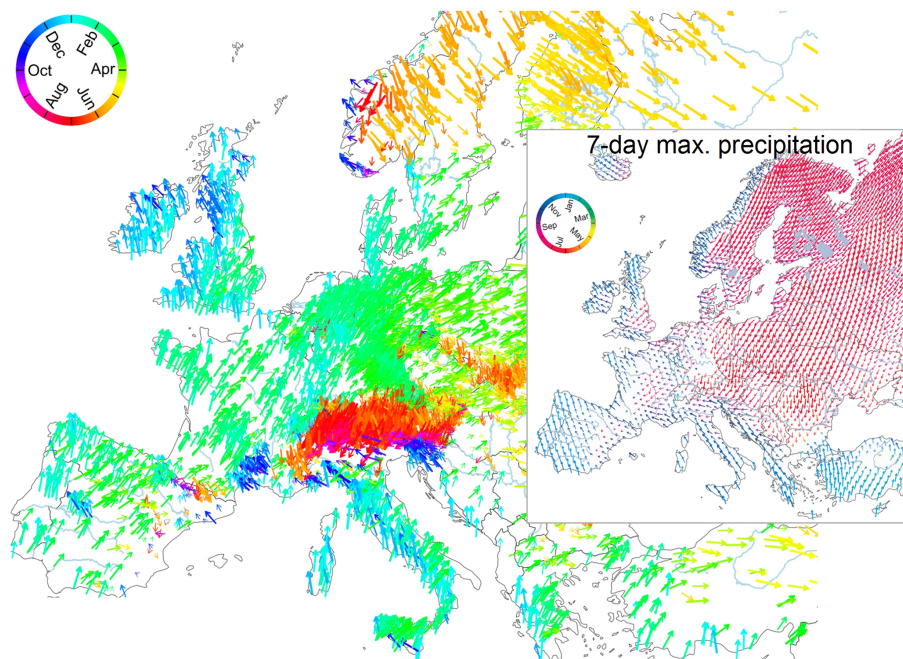 Dec
Feb
Oct
Apr
Aug
Jun
7-day max. precipitation
Nov
Jan
Sep
Mar
Jul
May